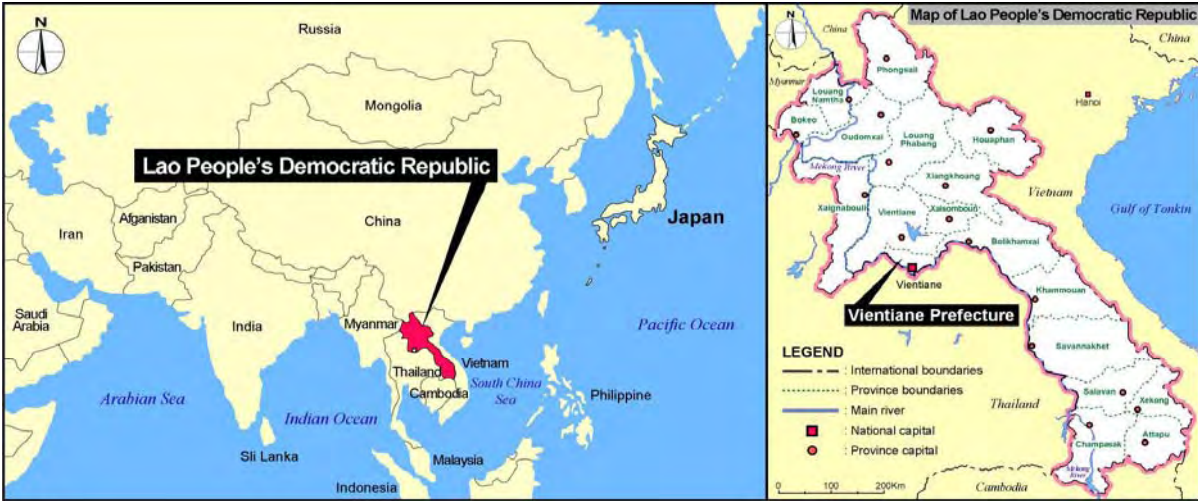 N
Russia
Mongolia
Lao People's Democratic Republic
China
Japan
Afganistan
Iran
Pakistan
Saudi
Arabia
India
Myanmar
Pacific Ocean
Vietnam
Thailand
South China
Sea
Cambodia
Arabian Sea
Indian Ocean
Philippine
Sli Lanka
Malaysia
Indonesia
Map of Lao People's Democratic Republic
N
China
China
Myanmar
Phongsali
Louang
Namtha
Hanoi
Bokeo
Oudomxai
Louang
Phabang
Houaphan
Mekong River
Xiangkhoang
Vietnam
Xaignabouli
Vientiane
Xaisomboun
Gulf of Tonkin
Bolikhamxai
Vientiane
Khammouan
Vientiane Prefecture
Savannakhet
LEGEND
: International boundaries
: Province boundaries
: Main river
: National capital
: Province capital
Thailand
Salavan
Xekong
Champasak
Attapu
Mekong
River
0 100 200Km
Cambodia